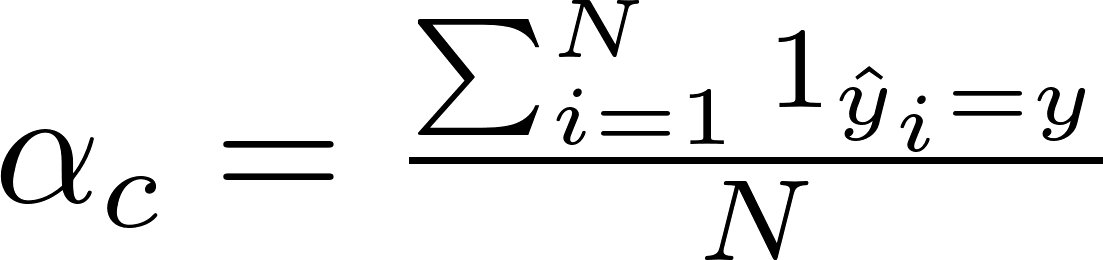 α_c = \frac{\sum_{i=1}^{N} 1_{\hat{y}_i=y}}{N}